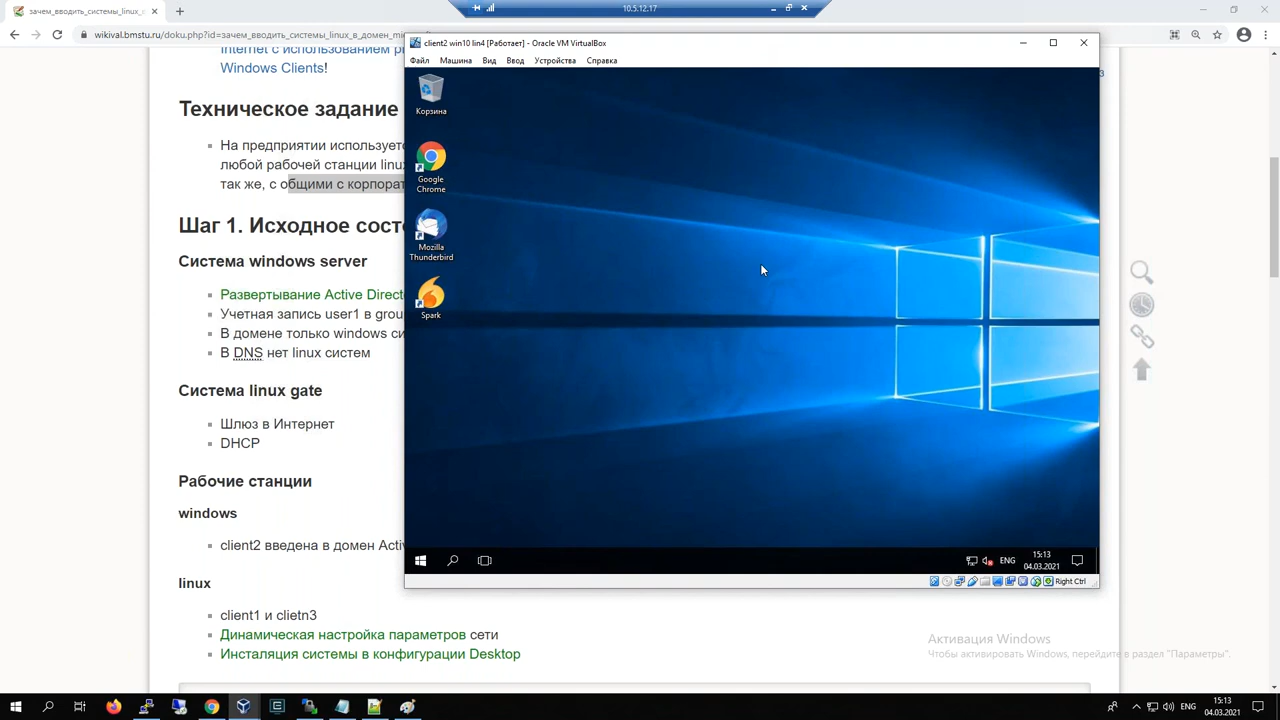 зачем_вводить_системы_linux_
10.5.12.17
wikival.bmstu.ru/doku.php?id=зачем_вводить_системы_linux_в_домен_mi
client2 win10 lin4 [Работает] - Oracle VM VirtualBox
Файл Машина Вид Ввод Устройства Справка
Internet с использованием
Windows Clients!
Техническое задание
На предприятии используетс
любой рабочей станции linu
так же, с общими с корпорат
Шаг 1. Исходное сост
Система windows server
Развертывание Active Direct
Учетная запись user1 в grou
В домене только windows си
В DNS нет linux систем
Система linux gate
Шлюз в Интернет
DHCP
Рабочие станции
windows
client2 введена в домен Acti
linux
client1 и clietn3
Динамическая настройка параметров сети
Инсталяция системы в конфигурации Desktop
Корзина
Google
Chrome
Mozilla
Thunderbird
Spark
ENG
15:13
04.03.2021
Right Ctrl
Активация Windows
Чтобы активировать Windows, перейдите в раздел "Параметры".
ENG
15:13
04.03.2021